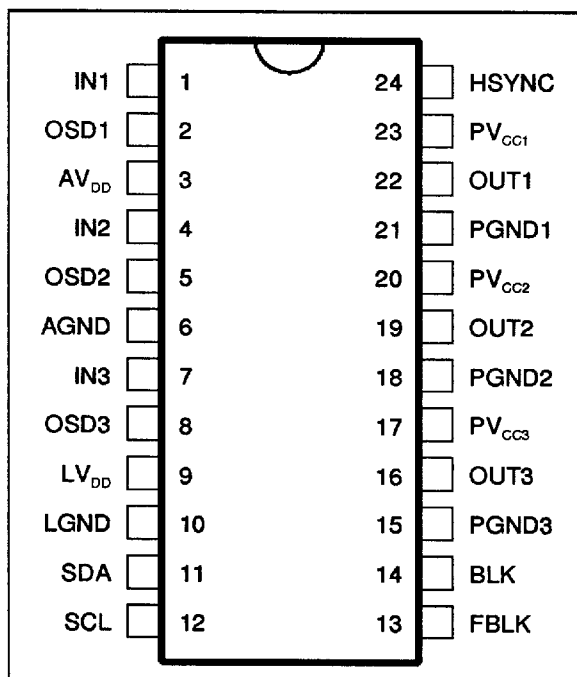 IN1 1 24 HSYNC
OSD1 2 23 PVCC1
AVDD 3 22 OUT1
IN2 4 21 PGND1
OSD2 5 20 PVCC2
AGND 6 19 OUT2
IN3 7 18 PGND2
OSD3 8 17 PVCC3
LVDD 9 16 OUT3
LGND 10 15 PGND3
SDA 11 14 BLK
SCL 12 13 FBLK